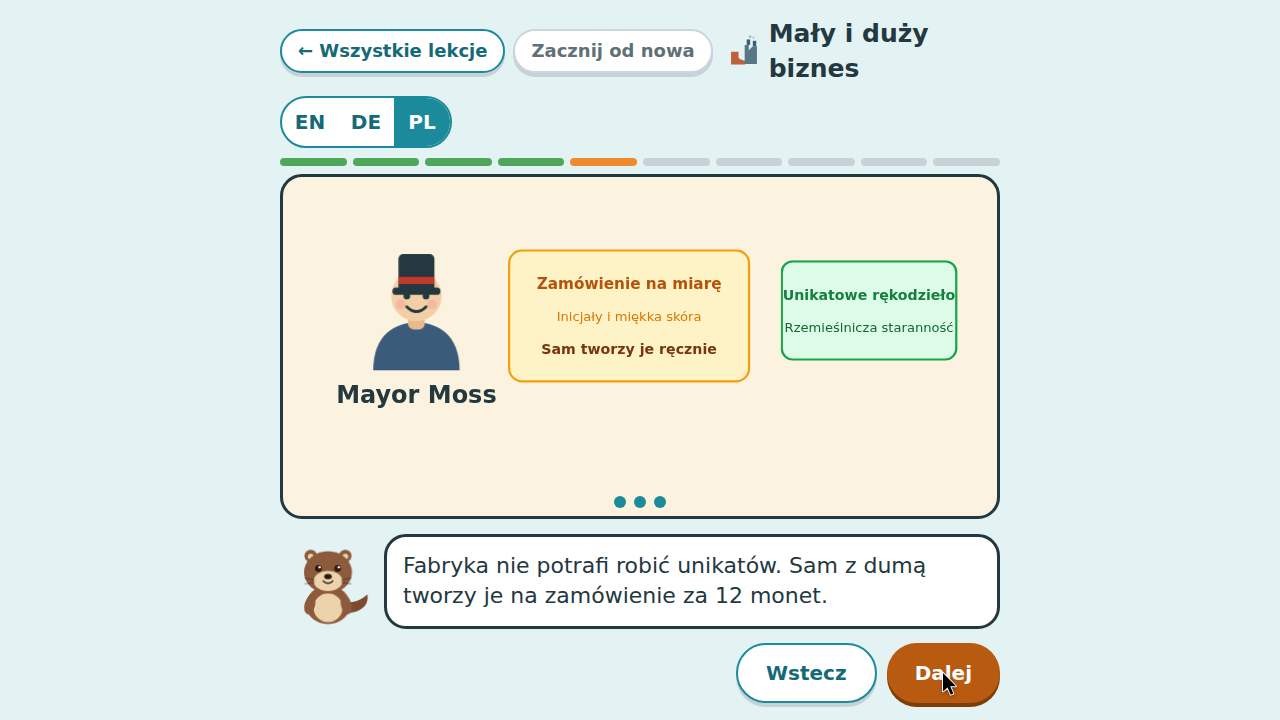 ← Wszystkie lekcje
Zacznij od nowa
Mały i duży
biznes
EN DE PL
Zamówienie na miarę
Inicjały i miękka skóra
Sam tworzy je ręcznie
Unikatowe rękodzieło
Rzemieślnicza staranność
Mayor Moss
Fabryka nie potrafi robić unikatów. Sam z dumą
tworzy je na zamówienie za 12 monet.
Wstecz
Dalej